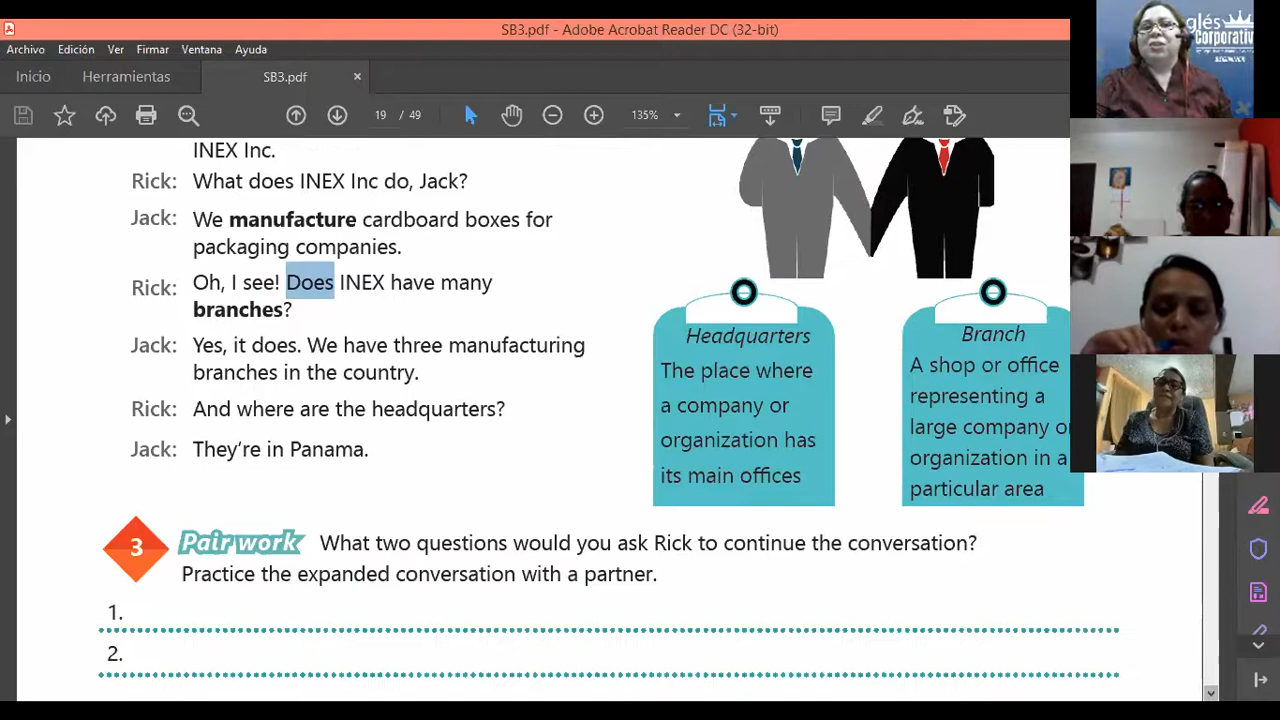 SB3.pdf - Adobe Acrobat Reader DC (32-bit)
Archivo Edición Ver Firmar Ventana Ayuda
Inicio Herramientas SB3.pdf ×
19 / 49 135%
INEX Inc.
Rick: What does INEX Inc do, Jack?
Jack: We manufacture cardboard boxes for
packaging companies.
Rick: Oh, I see! Does INEX have many
branches?
Jack: Yes, it does. We have three manufacturing
branches in the country.
Rick: And where are the headquarters?
Jack: They're in Panama.
Headquarters
The place where
a company or
organization has
its main offices
Branch
A shop or office
representing a
large company or
organization in a
particular area
3 Pair work What two questions would you ask Rick to continue the conversation?
Practice the expanded conversation with a partner.
1.
2.
glés
Corporativ